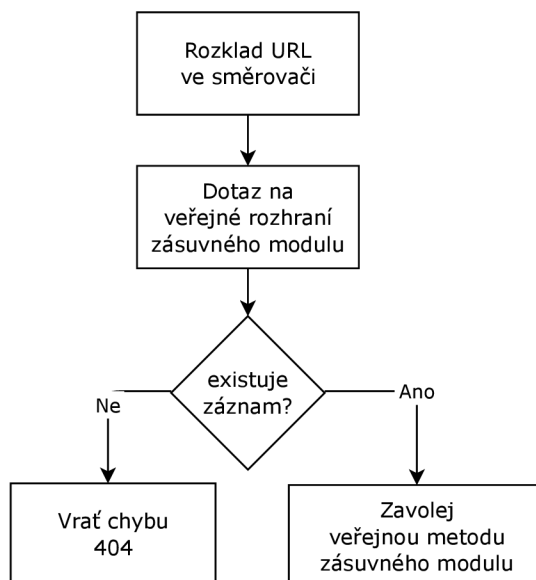 Rozklad URL
ve směrovači
Dotaz na
veřejné rozhraní
zásuvného modulu
existuje
záznam?
Ne
Ano
Vrať chybu
404
Zavolej
veřejnou metodu
zásuvného modulu